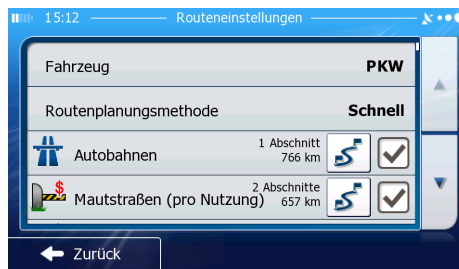 15:12 Routeneinstellungen
Fahrzeug PKW
Routenplanungsmethode Schnell
Autobahnen 1 Abschnitt
766 km
Mautstraßen (pro Nutzung) 2 Abschnitte
657 km
$
Zurück